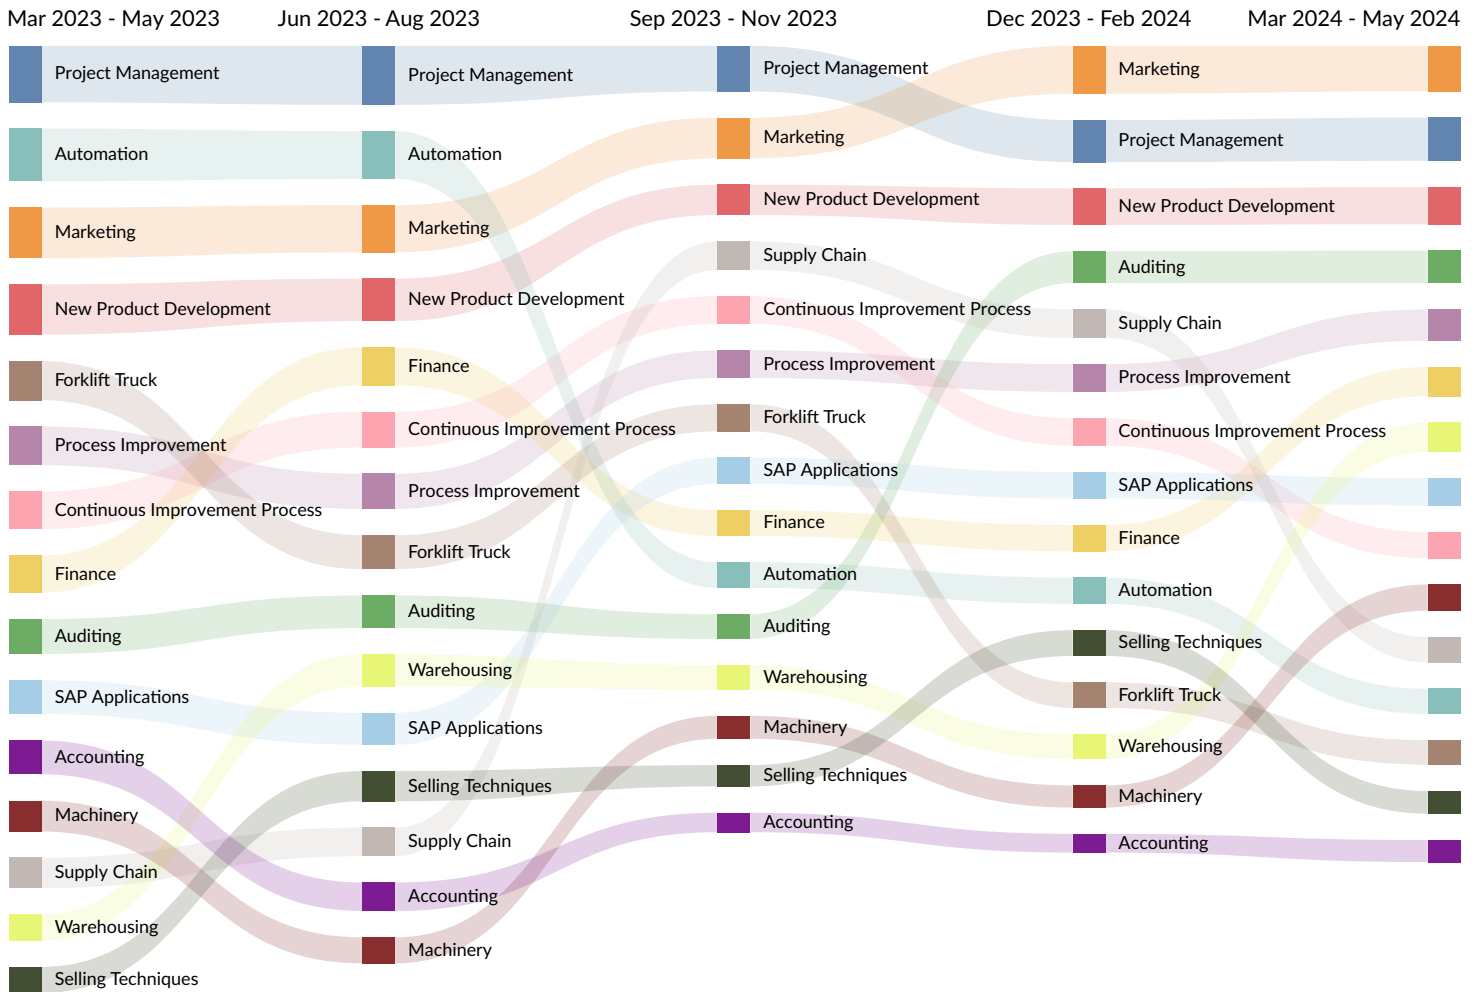 Mar 2023 - May 2023
Jun 2023 - Aug 2023
Sep 2023 - Nov 2023
Dec 2023 - Feb 2024
Mar 2024 - May 2024
Project Management
Automation
Marketing
New Product Development
Forklift Truck
Process Improvement
Continuous Improvement Process
Finance
Auditing
SAP Applications
Accounting
Machinery
Supply Chain
Warehousing
Selling Techniques
Project Management
Automation
Marketing
New Product Development
Finance
Continuous Improvement Process
Process Improvement
Forklift Truck
Auditing
Warehousing
SAP Applications
Selling Techniques
Supply Chain
Accounting
Machinery
Project Management
Marketing
New Product Development
Supply Chain
Continuous Improvement Process
Process Improvement
Forklift Truck
SAP Applications
Finance
Automation
Auditing
Warehousing
Machinery
Selling Techniques
Accounting
Marketing
Project Management
New Product Development
Auditing
Supply Chain
Process Improvement
Continuous Improvement Process
SAP Applications
Finance
Automation
Selling Techniques
Forklift Truck
Warehousing
Machinery
Accounting